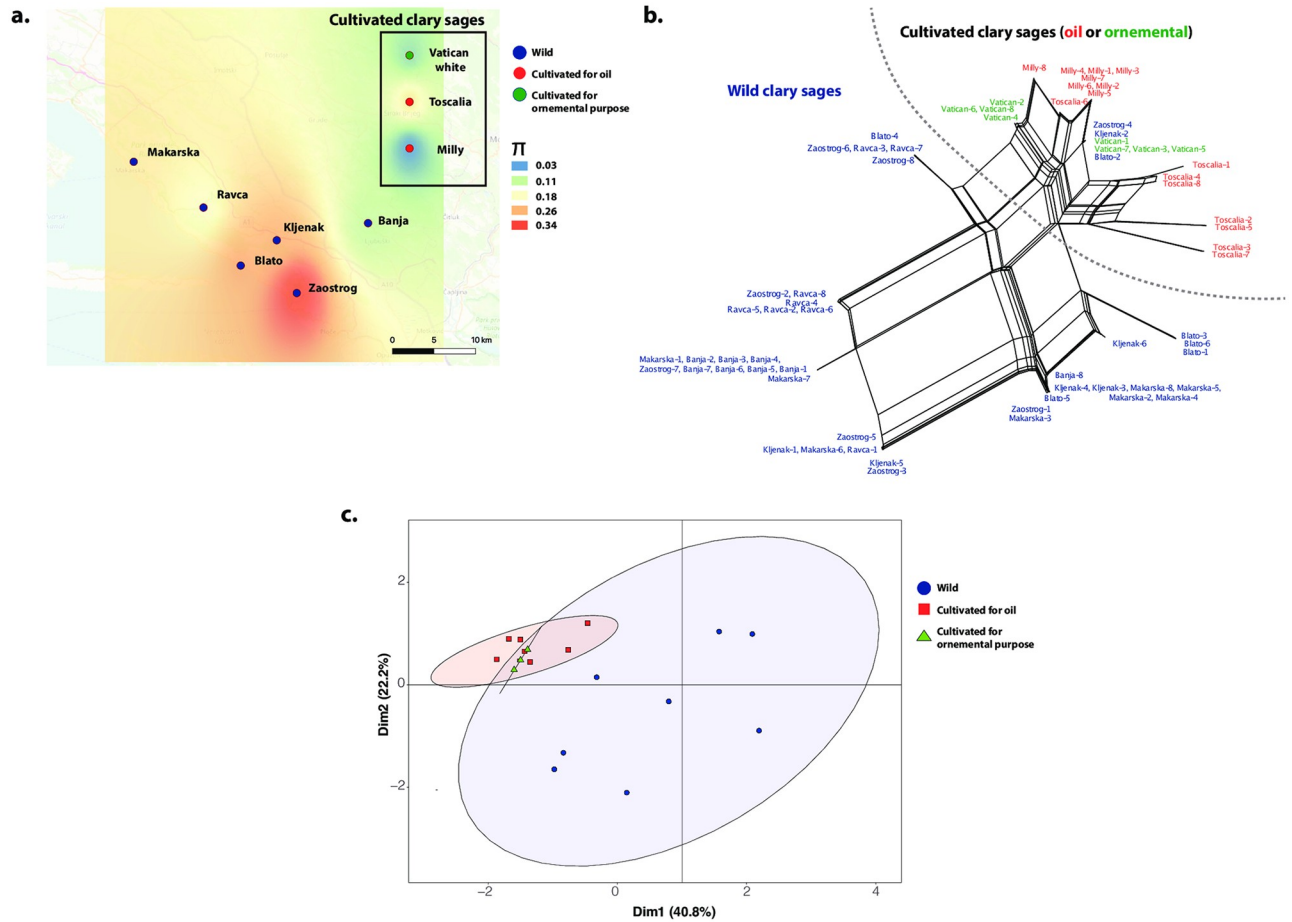 a.
Cultivated clary sages
Vatican
white
Toscalia
Milly
Makarska
Ravca
Kljenak
Banja
Blato
Zaostrog
0 5 10 km
Wild
Cultivated for oil
Cultivated for
ornemental purpose
π
0.03
0.11
0.18
0.26
0.34
b.
Cultivated clary sages (oil or ornemental)
Wild clary sages
Milly-8
Milly-4, Milly-1, Milly-3
Milly-7
Milly-6, Milly-2
Milly-5
Toscalia-6
Vatican-2
Vatican-6, Vatican-8
Vatican-4
Zaostrog-4
Kljenak-2
Vatican-1
Vatican-7, Vatican-3, Vatican-5
Blato-2
Blato-4
Zaostrog-6, Ravca-3, Ravca-7
Zaostrog-8
Toscalia-1
Toscalia-4
Toscalia-8
Toscalia-2
Toscalia-5
Toscalia-3
Toscalia-7
Zaostrog-2, Ravca-8
Ravca-4
Ravca-5, Ravca-2, Ravca-6
Makarska-1, Banja-2, Banja-3, Banja-4,
Zaostrog-7, Banja-7, Banja-6, Banja-5, Banja-1
Makarska-7
Blato-3
Blato-6
Blato-1
Kljenak-6
Banja-8
Kljenak-4, Kljenak-3, Makarska-8, Makarska-5,
Makarska-2, Makarska-4
Blato-5
Zaostrog-1
Makarska-3
Zaostrog-5
Kljenak-1, Makarska-6, Ravca-1
Kljenak-5
Zaostrog-3
c.
2
0
−2
Dim2 (22.2%)
−2 0 2 4
Dim1 (40.8%)
Wild
Cultivated for oil
Cultivated for
ornemental purpose